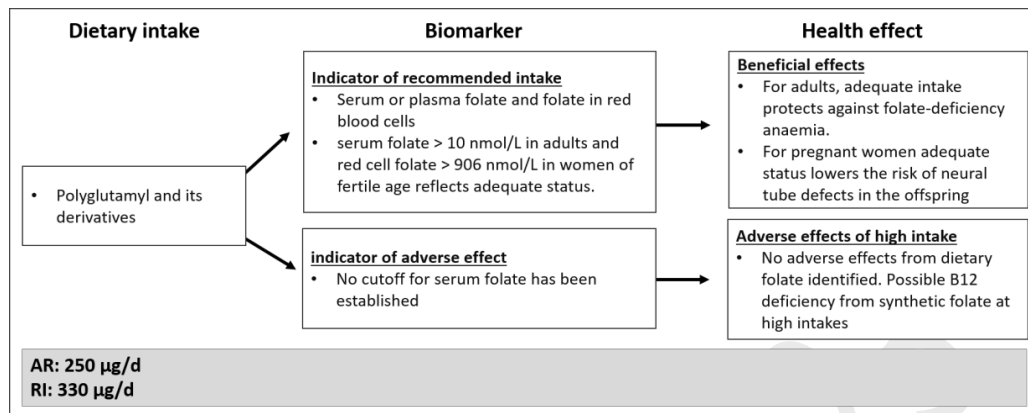 Dietary intake
Biomarker
Health effect
Polyglutamyl and its
derivatives
Indicator of recommended intake
Serum or plasma folate and folate in red
blood cells
serum folate > 10 nmol/L in adults and
red cell folate > 906 nmol/L in women of
fertile age reflects adequate status.
indicator of adverse effect
No cutoff for serum folate has been
established
Beneficial effects
For adults, adequate intake
protects against folate-deficiency
anaemia.
For pregnant women adequate
status lowers the risk of neural
tube defects in the offspring
Adverse effects of high intake
No adverse effects from dietary
folate identified. Possible B12
deficiency from synthetic folate at
high intakes
AR: 250 µg/d
RI: 330 µg/d